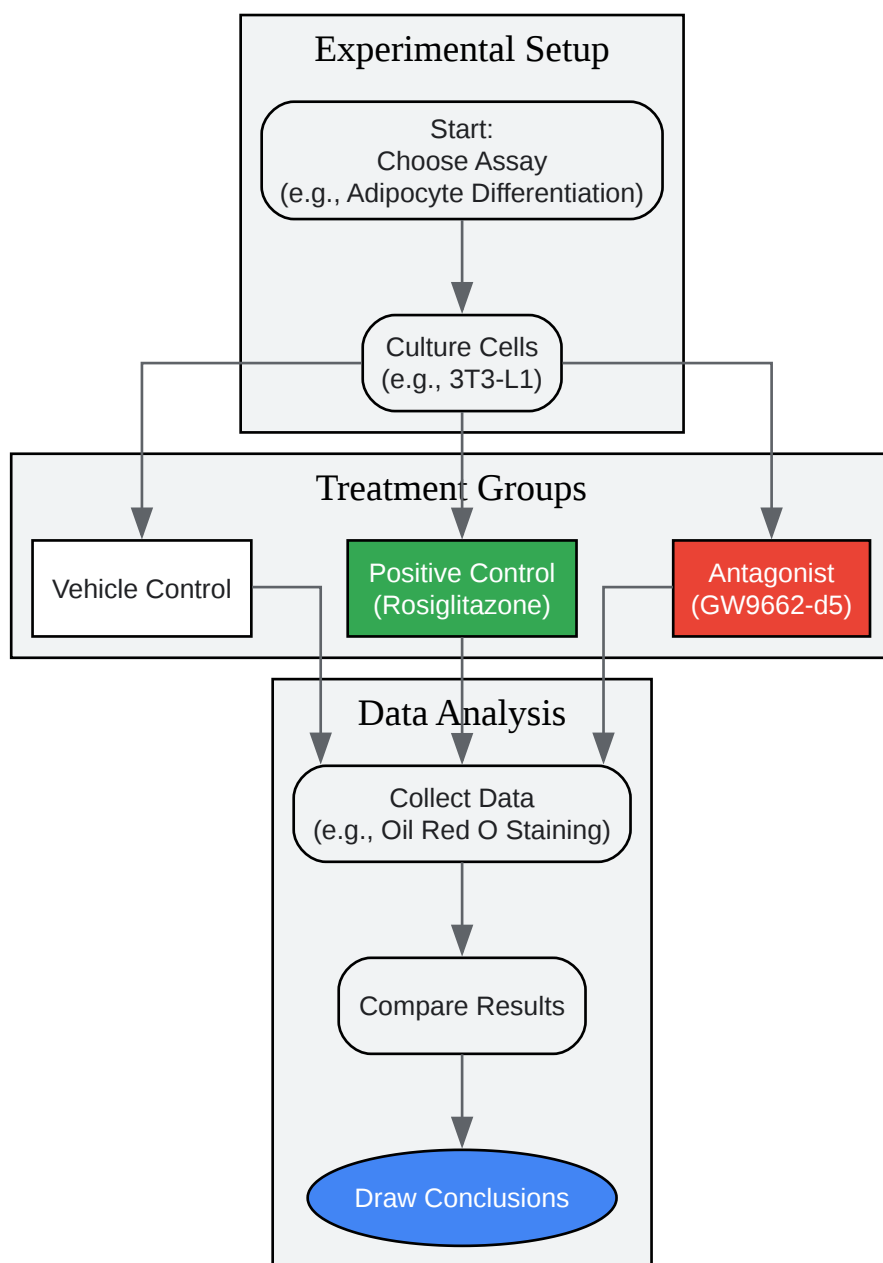 Experimental Setup
Start:
Choose Assay
(e.g., Adipocyte Differentiation)
Culture Cells
(e.g., 3T3-L1)
Treatment Groups
Vehicle Control
Positive Control
(Rosiglitazone)
Antagonist
(GW9662-d5)
Data Analysis
Collect Data
(e.g., Oil Red O Staining)
Compare Results
Draw Conclusions